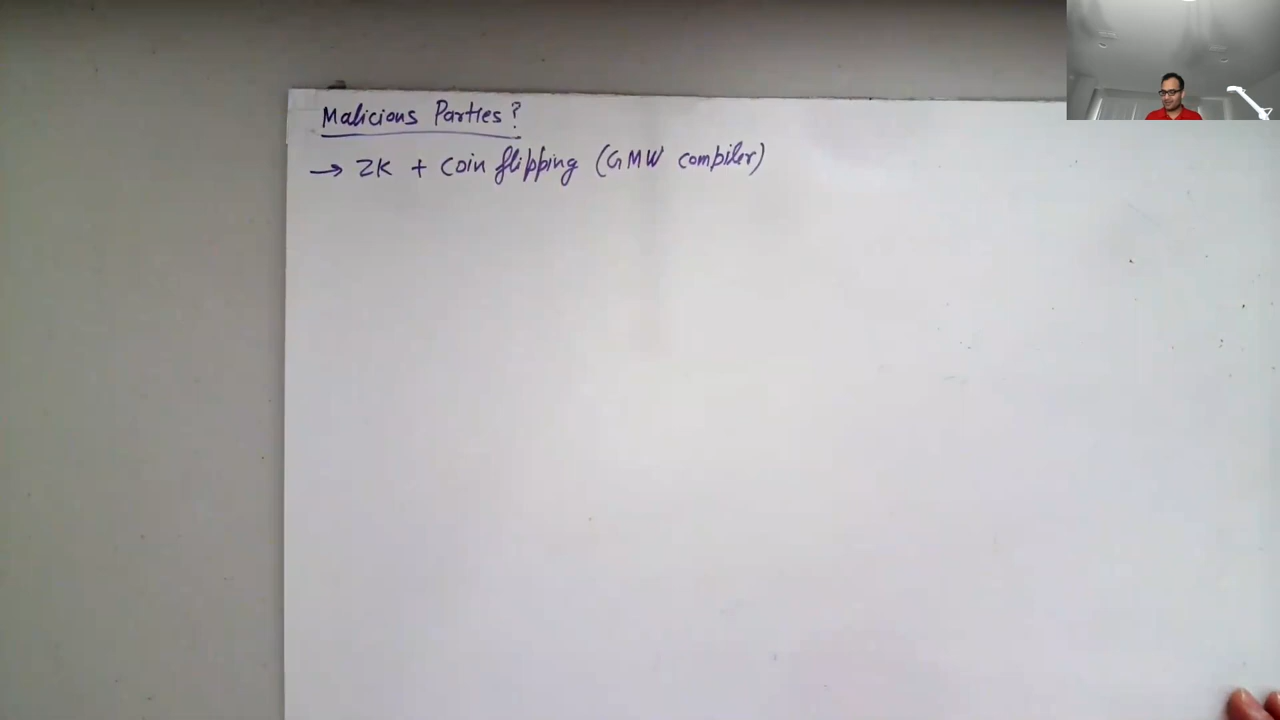 Malicious Parties?
→ ZK + Coin flipping (GMW compiler)